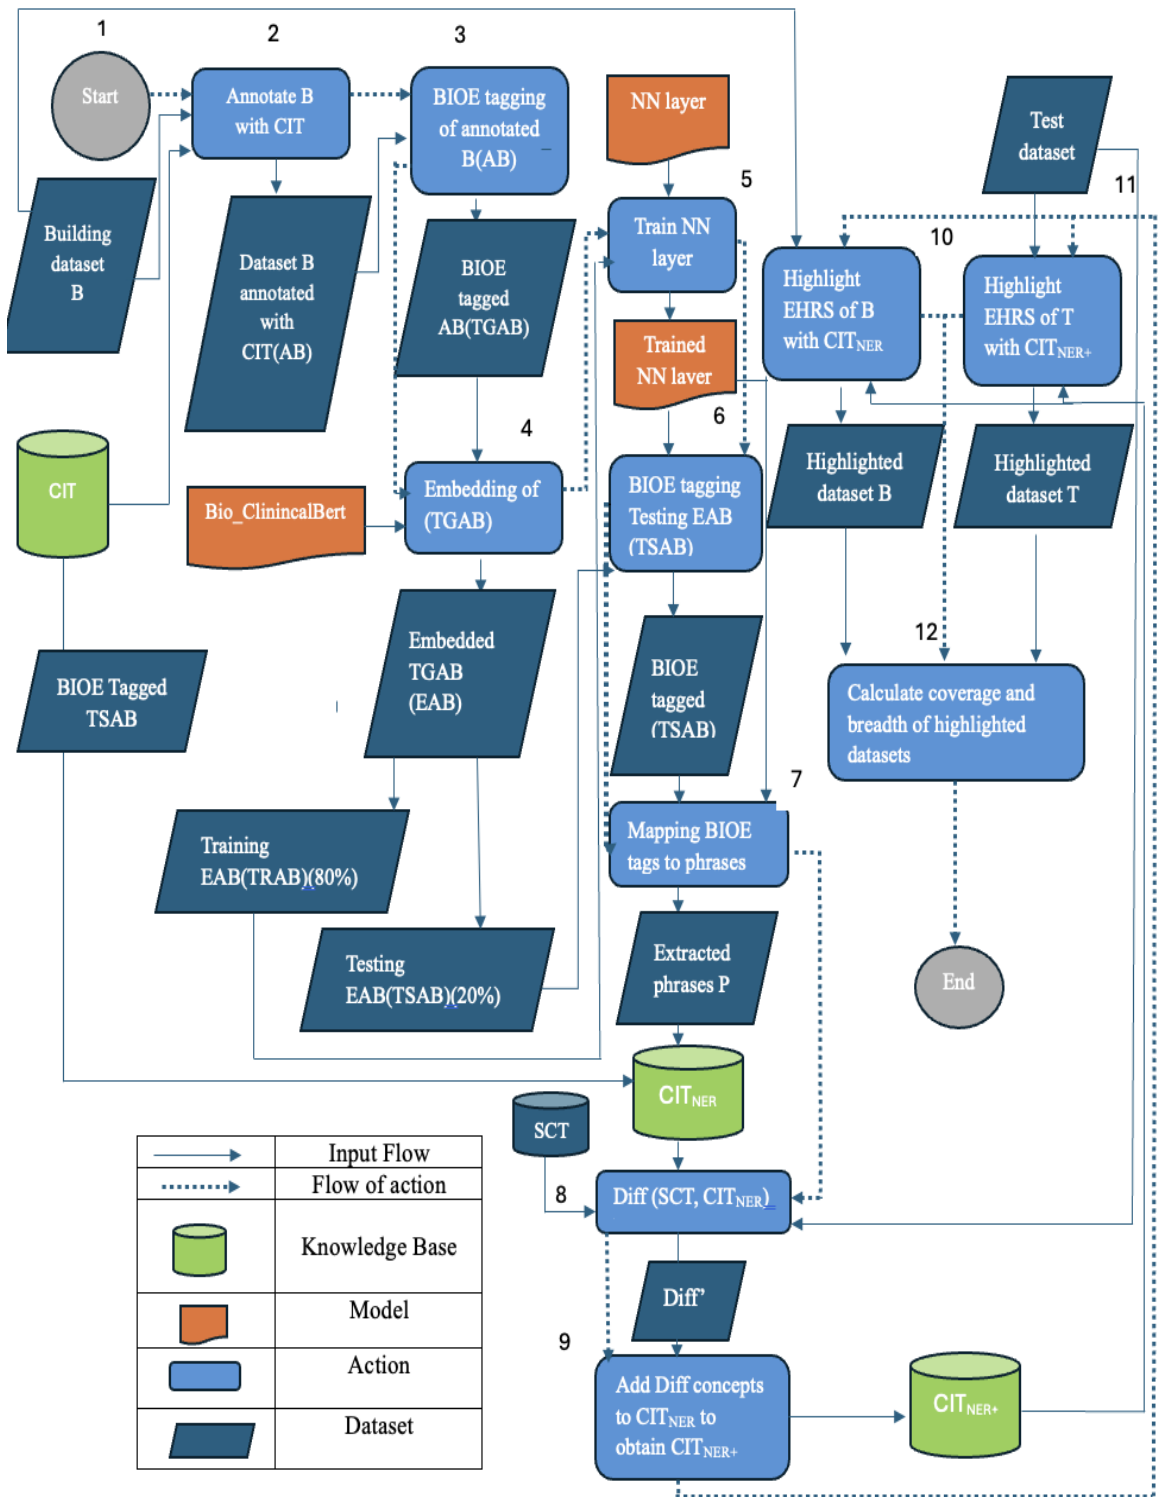 1
2
3
Start
Annotate B
with CIT
BIOE tagging
of annotated
B(AB)
NN layer
Test
dataset
11
5
Building
dataset
B
Dataset B
annotated
with
CIT(AB)
BIOE
tagged
AB(TGAB)
Train NN
layer
10
Highlight
EHRS of B
with CITNER
Highlight
EHRS of T
with CITNER+
Trained
NN layer
6
4
CIT
Bio_ClinincalBert
Embedding of
(TGAB)
BIOE tagging
Testing EAB
(TSAB)
Highlighted
dataset B
Highlighted
dataset T
12
Embedded
TGAB
(EAB)
BIOE
tagged
(TSAB)
BIOE Tagged
TSAB
Calculate coverage and
breadth of highlighted
datasets
7
Training
EAB(TRAB)(80%)
Mapping BIOE
tags to phrases
Testing
EAB(TSAB)(20%)
Extracted
phrases P
End
CITNER
SCT
8
Diff (SCT, CITNER)
Diff’
9
Add Diff concepts
to CITNER to
obtain CITNER+
CITNER+
Input Flow
Flow of action
Knowledge Base
Model
Action
Dataset